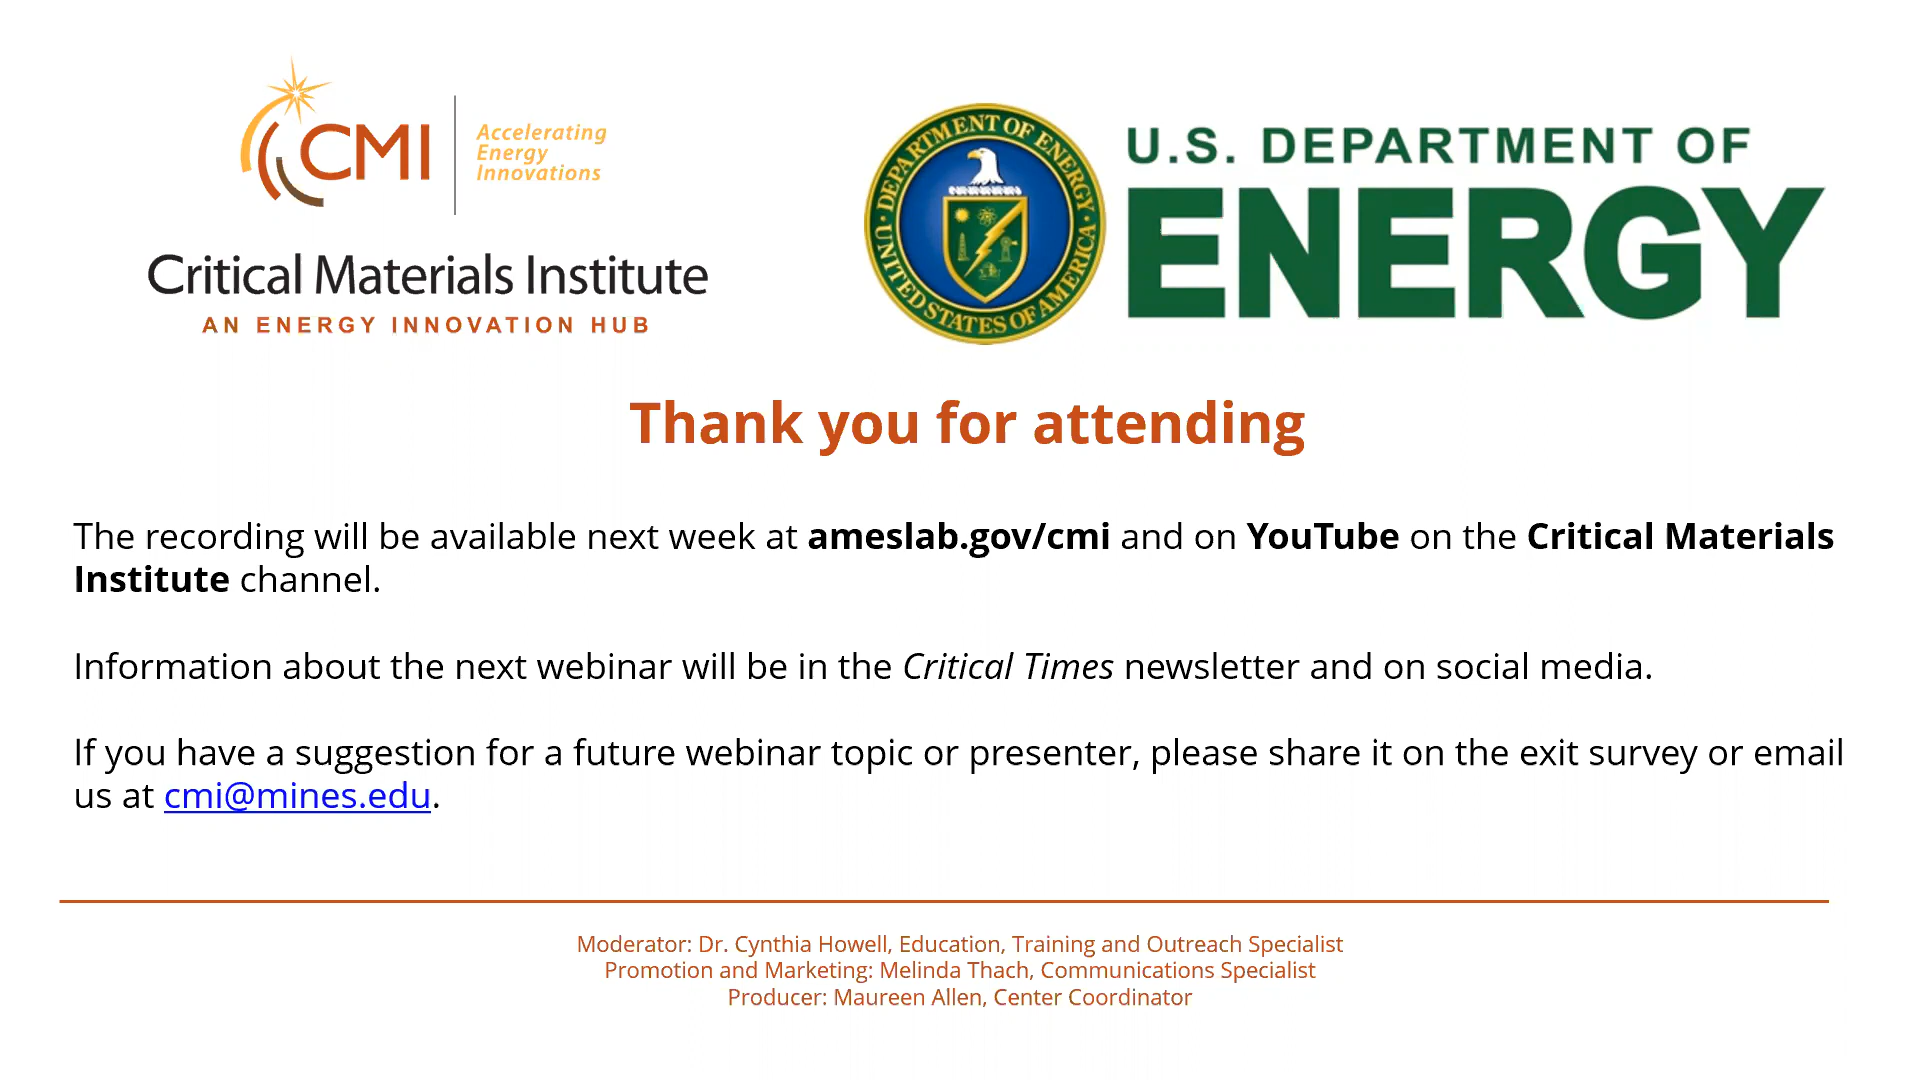 CMI
Accelerating
Energy
Innovations
Critical Materials Institute
AN ENERGY INNOVATION HUB
DEPARTMENT OF ENERGY
UNITED STATES OF AMERICA
U.S. DEPARTMENT OF
ENERGY
Thank you for attending
The recording will be available next week at ameslab.gov/cmi and on YouTube on the Critical Materials
Institute channel.
Information about the next webinar will be in the Critical Times newsletter and on social media.
If you have a suggestion for a future webinar topic or presenter, please share it on the exit survey or email
us at cmi@mines.edu.
Moderator: Dr. Cynthia Howell, Education, Training and Outreach Specialist
Promotion and Marketing: Melinda Thach, Communications Specialist
Producer: Maureen Allen, Center Coordinator